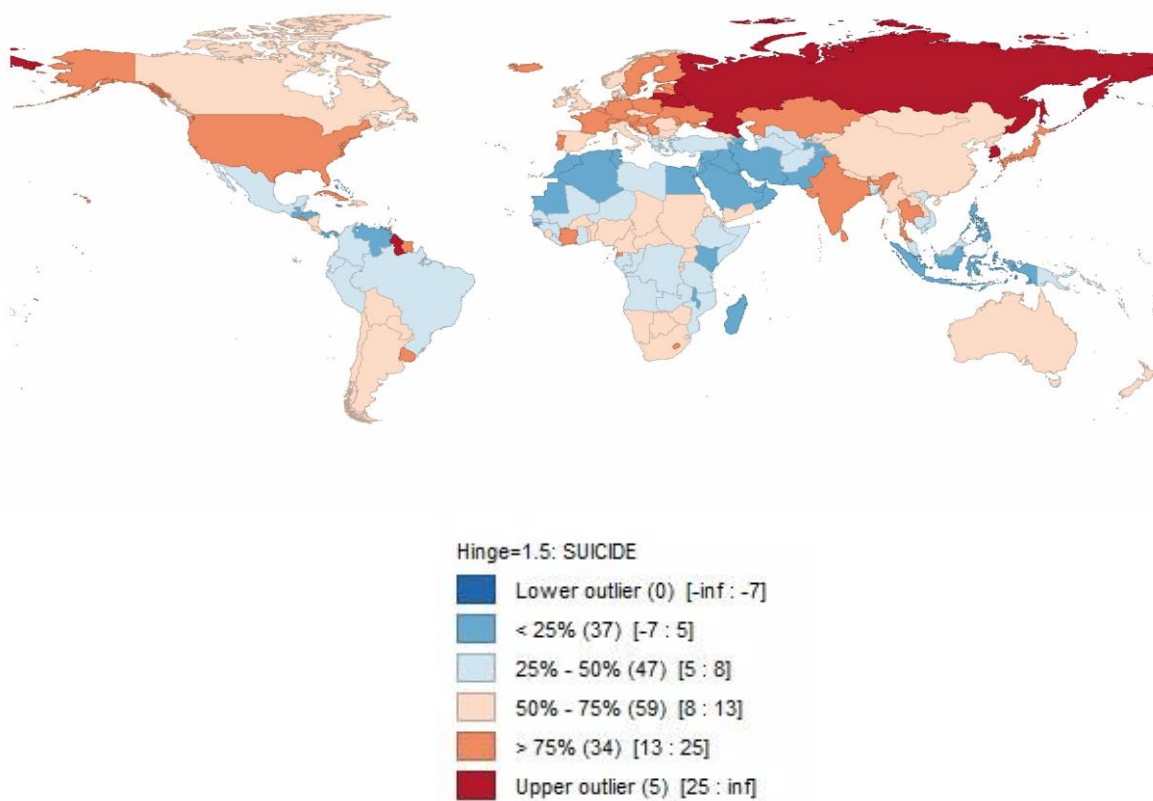 Hinge=1.5: SUICIDE
Lower outlier (0) [-inf : -7]
< 25% (37) [-7 : 5]
25% - 50% (47) [5 : 8]
50% - 75% (59) [8 : 13]
> 75% (34) [13 : 25]
Upper outlier (5) [25 : inf]